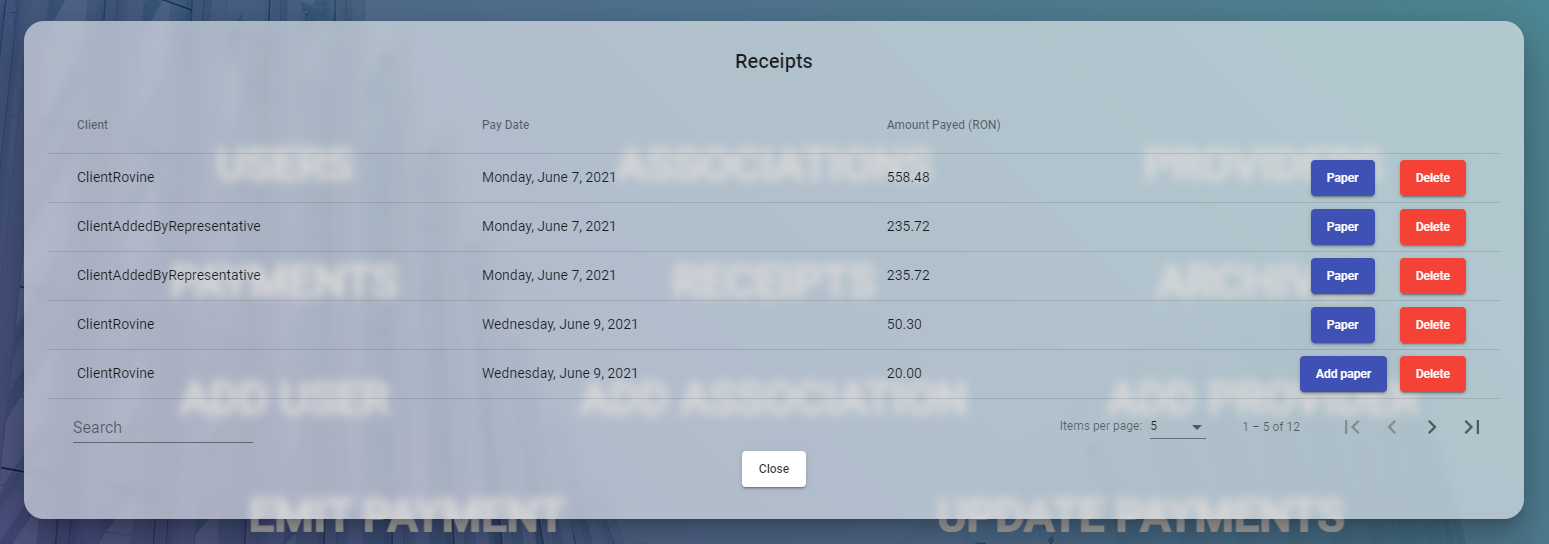 Receipts
Client Pay Date Amount Payed (RON)
USERS ASSOCIATIONS PROVIDERS
ClientRovine Monday, June 7, 2021 558.48 Paper Delete
ClientAddedByRepresentative Monday, June 7, 2021 235.72 Paper Delete
ClientAddedByRepresentative Monday, June 7, 2021 235.72 Paper Delete
PAYMENTS RECEIPTS
ClientRovine Wednesday, June 9, 2021 50.30 Paper Delete
ClientRovine Wednesday, June 9, 2021 20.00 Add paper Delete
ADD USER ADD ASSOCIATION ADD PROVIDER
Search Items per page: 5 1 – 5 of 12
Close
EMIT PAYMENT UPDATE PAYMENTS